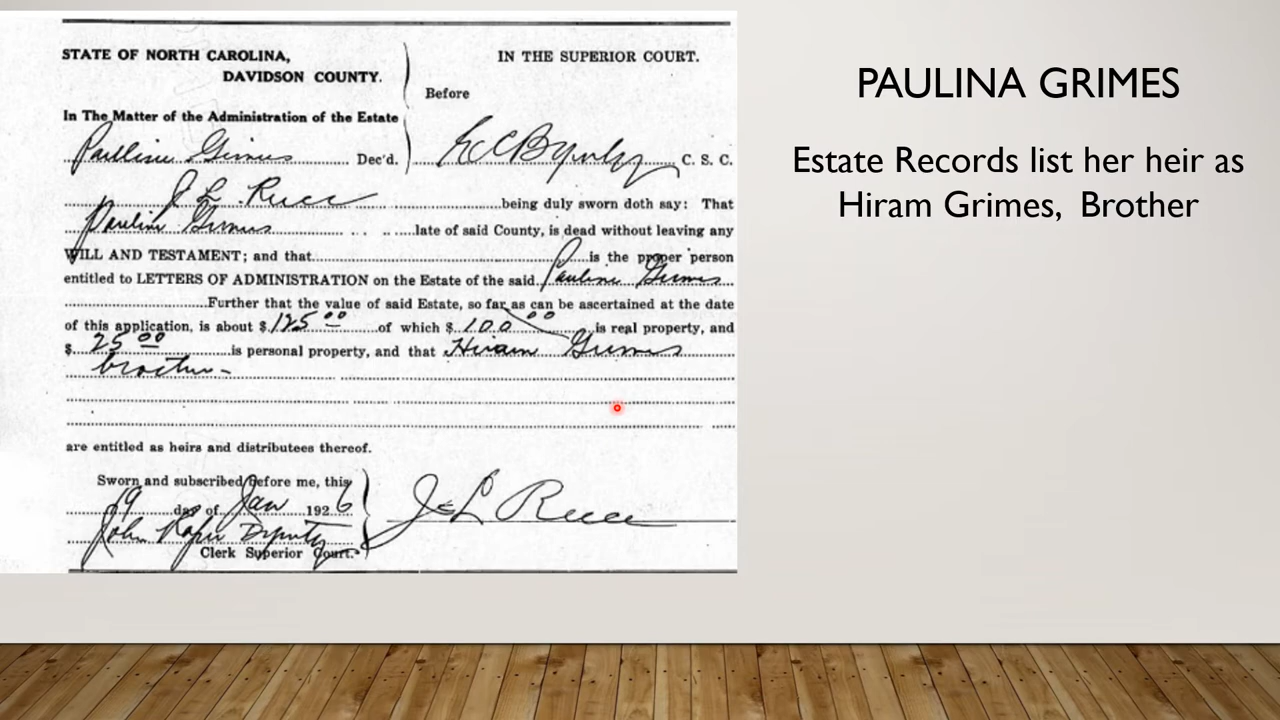 STATE OF NORTH CAROLINA,
DAVIDSON COUNTY.
IN THE SUPERIOR COURT.
Before
In The Matter of the Administration of the Estate
Pauline Grimes Dec'd.
C. S. C.
J L being duly sworn doth say: That
Pauline Grimes late of said County, is dead without leaving any
WILL AND TESTAMENT; and that is the proper person
entitled to LETTERS OF ADMINISTRATION on the Estate of the said Pauline Grimes
Further that the value of said Estate, so far as can be ascertained at the date
of this application, is about $ 125 00 of which $ 100 00 is real property, and
$ 25 00 is personal property, and that Hiram Grimes
brother -
are entitled as heirs and distributees thereof.
Sworn and subscribed before me, this
19 day of Jan 1926
John Deputy
Clerk Superior Court.
J L
PAULINA GRIMES
Estate Records list her heir as
Hiram Grimes, Brother